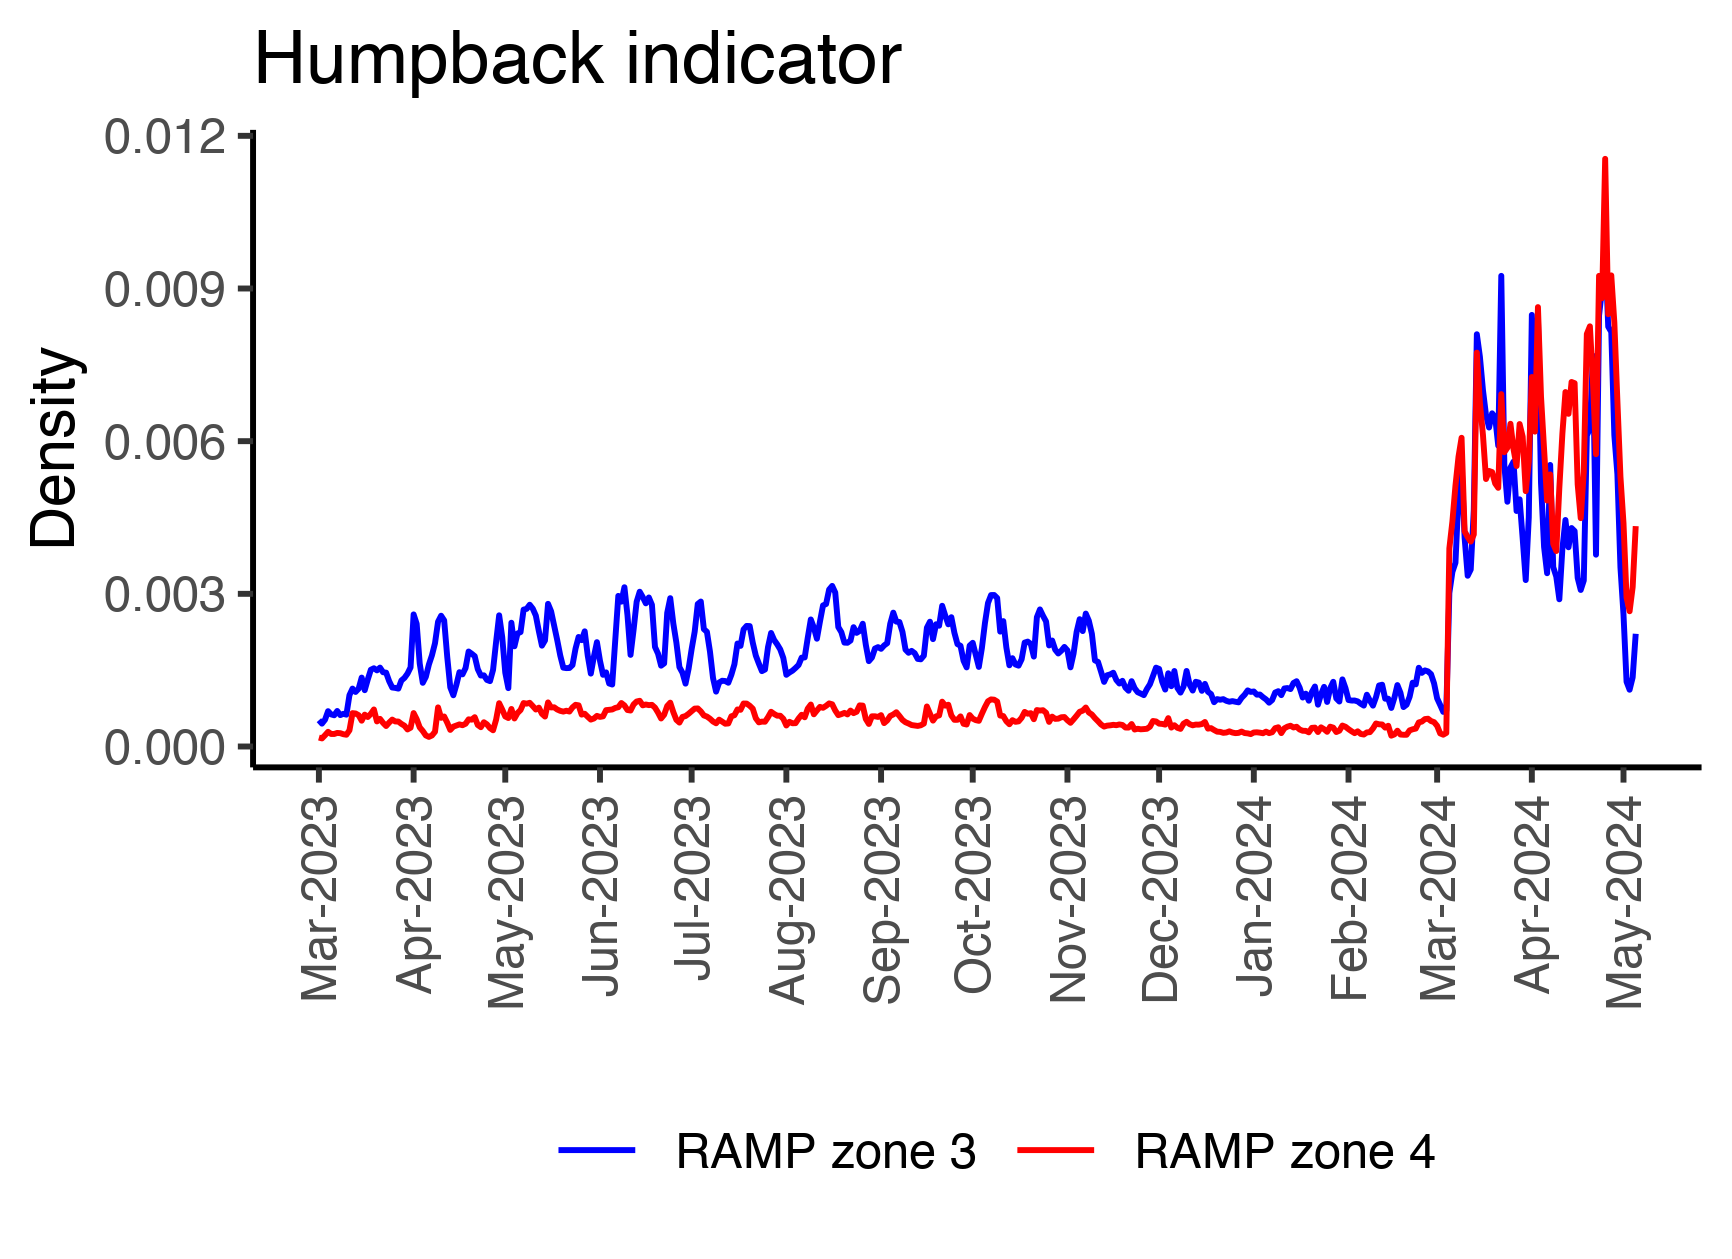 Humpback indicator
Density
0.012
0.009
0.006
0.003
0.000
Mar-2023
Apr-2023
May-2023
Jun-2023
Jul-2023
Aug-2023
Sep-2023
Oct-2023
Nov-2023
Dec-2023
Jan-2024
Feb-2024
Mar-2024
Apr-2024
May-2024
RAMP zone 3
RAMP zone 4